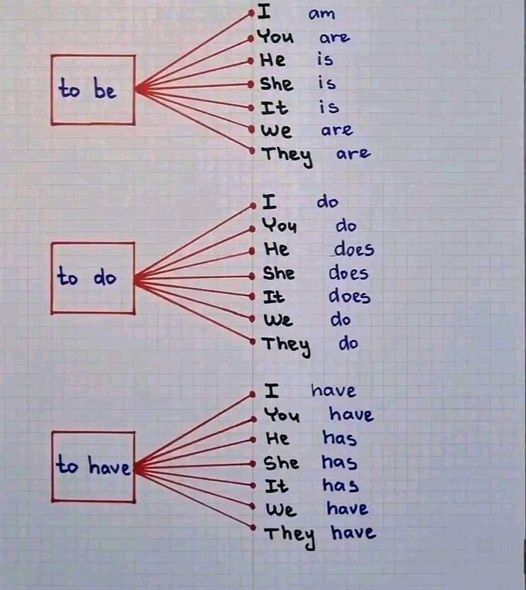 to be
I am
You are
He is
She is
It is
We are
They are
to do
I do
You do
He does
She does
It does
We do
They do
to have
I have
You have
He has
She has
It has
We have
They have